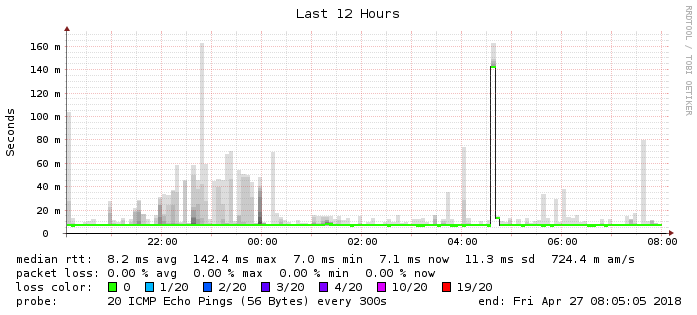 Last 12 Hours
RRDTOOL / TOBI OETIKER
Seconds
160 m
140 m
120 m
100 m
80 m
60 m
40 m
20 m
0
22:00 00:00 02:00 04:00 06:00 08:00
median rtt: 8.2 ms avg 142.4 ms max 7.0 ms min 7.1 ms now 11.3 ms sd 724.4 m am/s
packet loss: 0.00 % avg 0.00 % max 0.00 % min 0.00 % now
loss color: 0 1/20 2/20 3/20 4/20 10/20 19/20
probe: 20 ICMP Echo Pings (56 Bytes) every 300s end: Fri Apr 27 08:05:05 2018